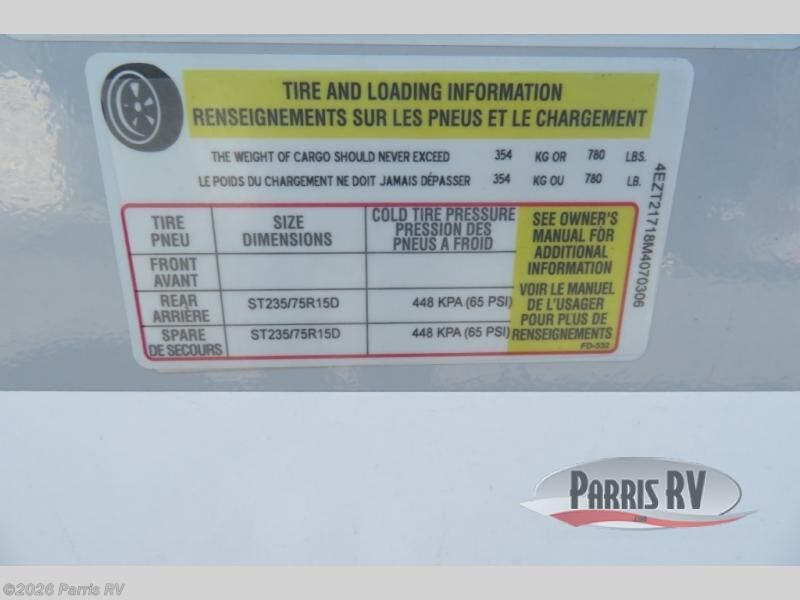 TIRE AND LOADING INFORMATION
RENSEIGNEMENTS SUR LES PNEUS ET LE CHARGEMENT
THE WEIGHT OF CARGO SHOULD NEVER EXCEED 354 KG OR 780 LBS.
LE POIDS DU CHARGEMENT NE DOIT JAMAIS DÉPASSER 354 KG OU 780 LB.
TIRE
PNEU
SIZE
DIMENSIONS
COLD TIRE PRESSURE
PRESSION DES
PNEUS A FROID
FRONT
AVANT
REAR
ARRIÈRE
ST235/75R15D
448 KPA (65 PSI)
SPARE
DE SECOURS
ST235/75R15D
448 KPA (65 PSI)
SEE OWNER'S
MANUAL FOR
ADDITIONAL
INFORMATION
VOIR LE MANUEL
DE L'USAGER
POUR PLUS DE
RENSEIGNEMENTS
FD-532
4EZT21718M4070306
PARRIS RV
©2026 Parris RV